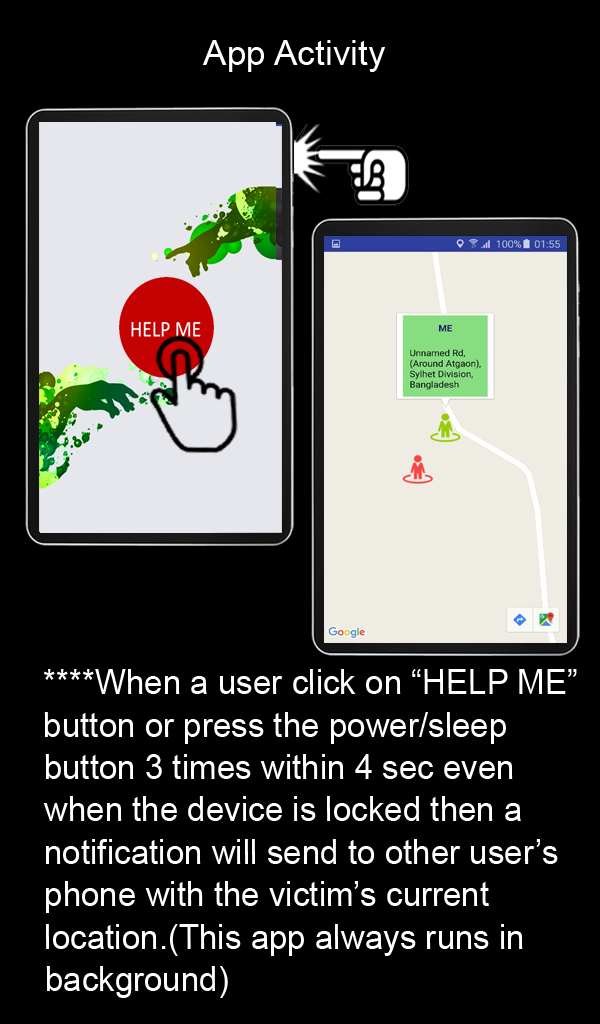 App Activity
HELP ME
100% 01:55
ME
Unnamed Rd,
(Around Atgaon),
Sylhet Division,
Bangladesh
Google
****When a user click on “HELP ME”
button or press the power/sleep
button 3 times within 4 sec even
when the device is locked then a
notification will send to other user’s
phone with the victim’s current
location.(This app always runs in
background)